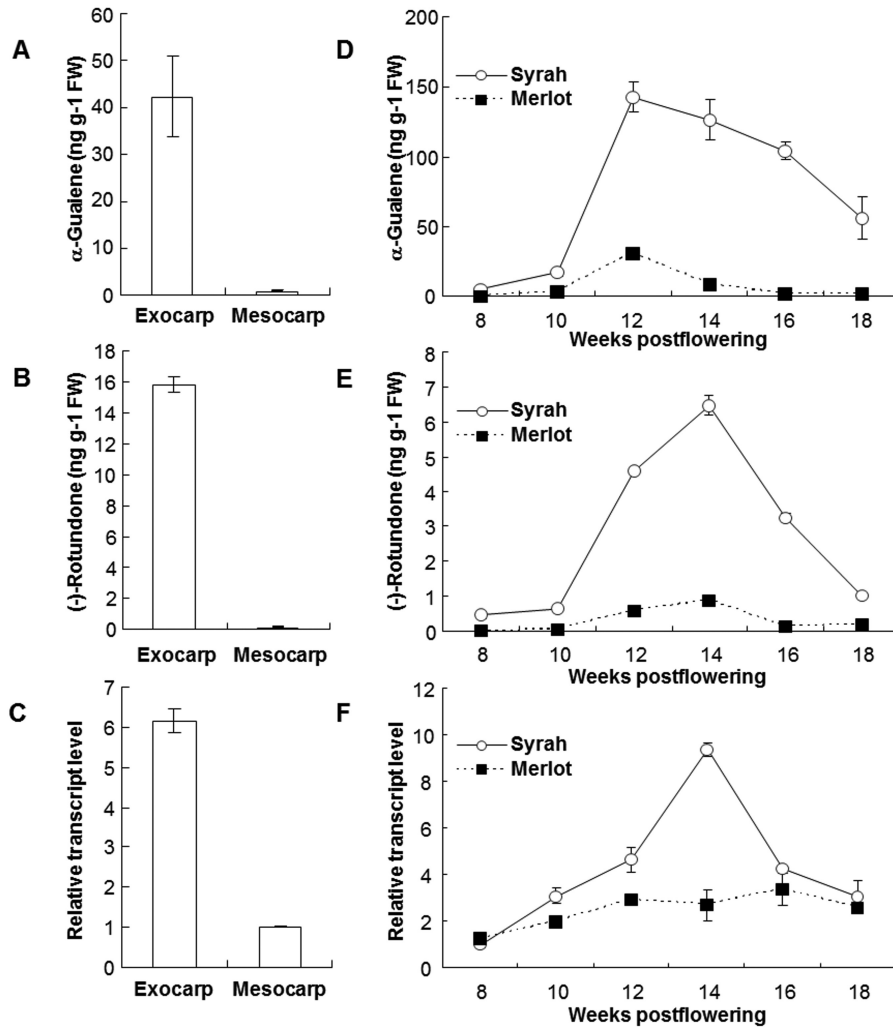 A
α-Guaiene (ng g-1 FW)
60
50
40
30
20
10
0
Exocarp Mesocarp
D
α-Guaiene (ng g-1 FW)
200
150
100
50
0
Syrah
Merlot
8 10 12 14 16 18
Weeks postflowering
B
(-)-Rotundone (ng g-1 FW)
18
16
14
12
10
8
6
4
2
0
Exocarp Mesocarp
E
(-)-Rotundone (ng g-1 FW)
8
7
6
5
4
3
2
1
0
Syrah
Merlot
8 10 12 14 16 18
Weeks postflowering
C
Relative transcript level
7
6
5
4
3
2
1
0
Exocarp Mesocarp
F
Relative transcript level
12
10
8
6
4
2
0
Syrah
Merlot
8 10 12 14 16 18
Weeks postflowering